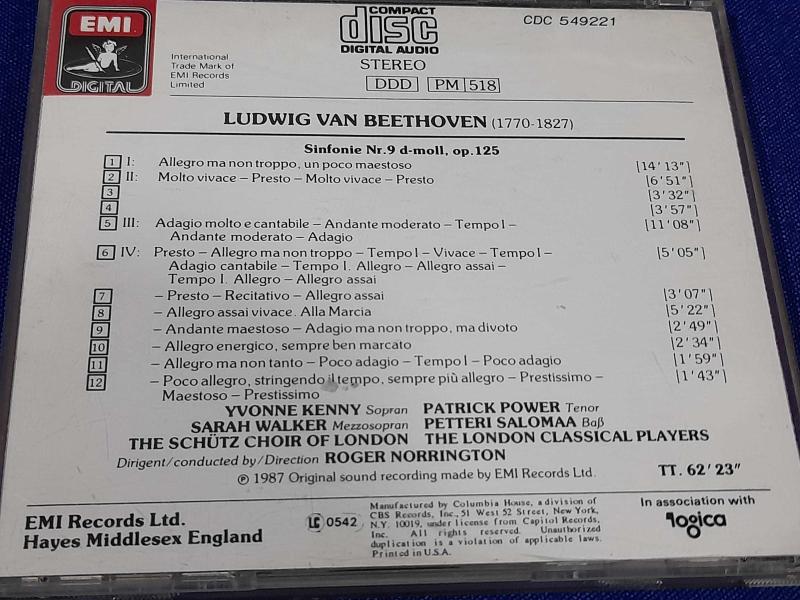 EMI
DIGITAL
International
Trade Mark of
EMI Records
Limited
COMPACT
disc
DIGITAL AUDIO
STEREO
DDD PM 518
CDC 549221
LUDWIG VAN BEETHOVEN (1770-1827)
Sinfonie Nr.9 d-moll, op.125
1 I: Allegro ma non troppo, un poco maestoso [14'13"]
2 II: Molto vivace – Presto – Molto vivace – Presto [6'51"]
3 [3'32"]
4 [3'57"]
5 III: Adagio molto e cantabile – Andante moderato – Tempo I – [11'08"]
Andante moderato – Adagio
6 IV: Presto – Allegro ma non troppo – Tempo I – Vivace – Tempo I – [5'05"]
Adagio cantabile – Tempo I. Allegro – Allegro assai –
Tempo I. Allegro – Allegro assai
7 – Presto – Recitativo – Allegro assai [3'07"]
8 – Allegro assai vivace. Alla Marcia [5'22"]
9 – Andante maestoso – Adagio ma non troppo, ma divoto [2'49"]
10 – Allegro energico, sempre ben marcato [2'34"]
11 – Allegro ma non tanto – Poco adagio – Tempo I – Poco adagio [1'59"]
12 – Poco allegro, stringendo il tempo, sempre più allegro – Prestissimo – [1'43"]
Maestoso – Prestissimo
YVONNE KENNY Sopran PATRICK POWER Tenor
SARAH WALKER Mezzosopran PETTERI SALOMAA Baß
THE SCHÜTZ CHOIR OF LONDON THE LONDON CLASSICAL PLAYERS
Dirigent/conducted by/Direction ROGER NORRINGTON
℗ 1987 Original sound recording made by EMI Records Ltd. TT. 62'23"
EMI Records Ltd.
Hayes Middlesex England
LC 0542
Manufactured by Columbia House, a division of
CBS Records, Inc., 51 West 52 Street, New York,
N.Y. 10019, under license from Capitol Records,
Inc. All rights reserved. Unauthorized
duplication is a violation of applicable laws.
Printed in U.S.A.
In association with
logica